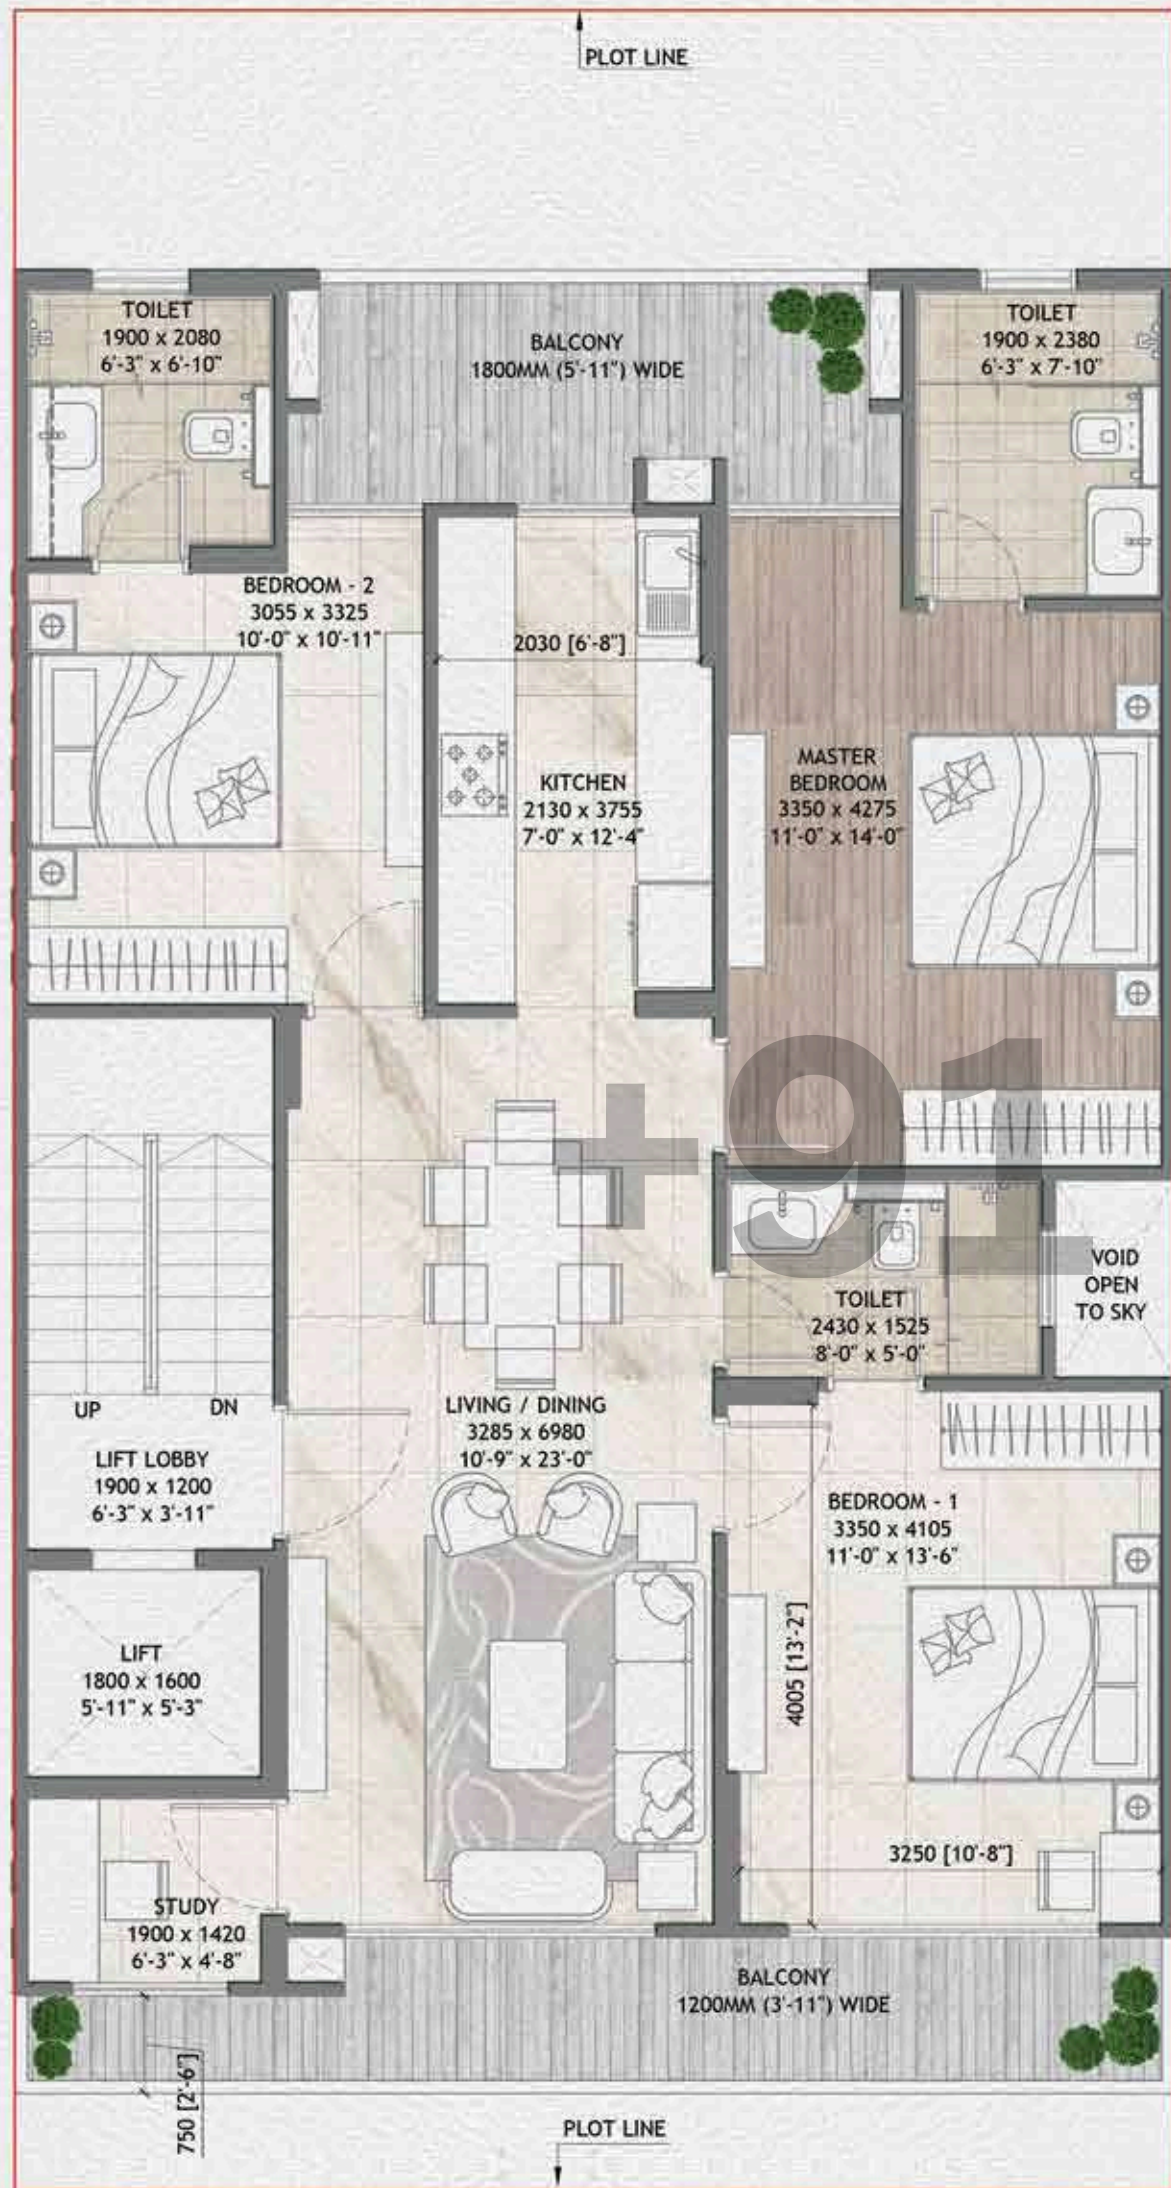 PLOT LINE
TOILET
1900 x 2080
6'-3" x 6'-10"
BALCONY
1800MM (5'-11") WIDE
TOILET
1900 x 2380
6'-3" x 7'-10"
BEDROOM - 2
3055 x 3325
10'-0" x 10'-11"
2030 [6'-8"]
KITCHEN
2130 x 3755
7'-0" x 12'-4"
MASTER
BEDROOM
3350 x 4275
11'-0" x 14'-0"
+91
VOID
OPEN
TO SKY
TOILET
2430 x 1525
8'-0" x 5'-0"
UP
DN
LIVING / DINING
3285 x 6980
10'-9" x 23'-0"
LIFT LOBBY
1900 x 1200
6'-3" x 3'-11"
BEDROOM - 1
3350 x 4105
11'-0" x 13'-6"
LIFT
1800 x 1600
5'-11" x 5'-3"
4005 [13'-2"]
3250 [10'-8"]
STUDY
1900 x 1420
6'-3" x 4'-8"
BALCONY
1200MM (3'-11") WIDE
750 [2'-6"]
PLOT LINE